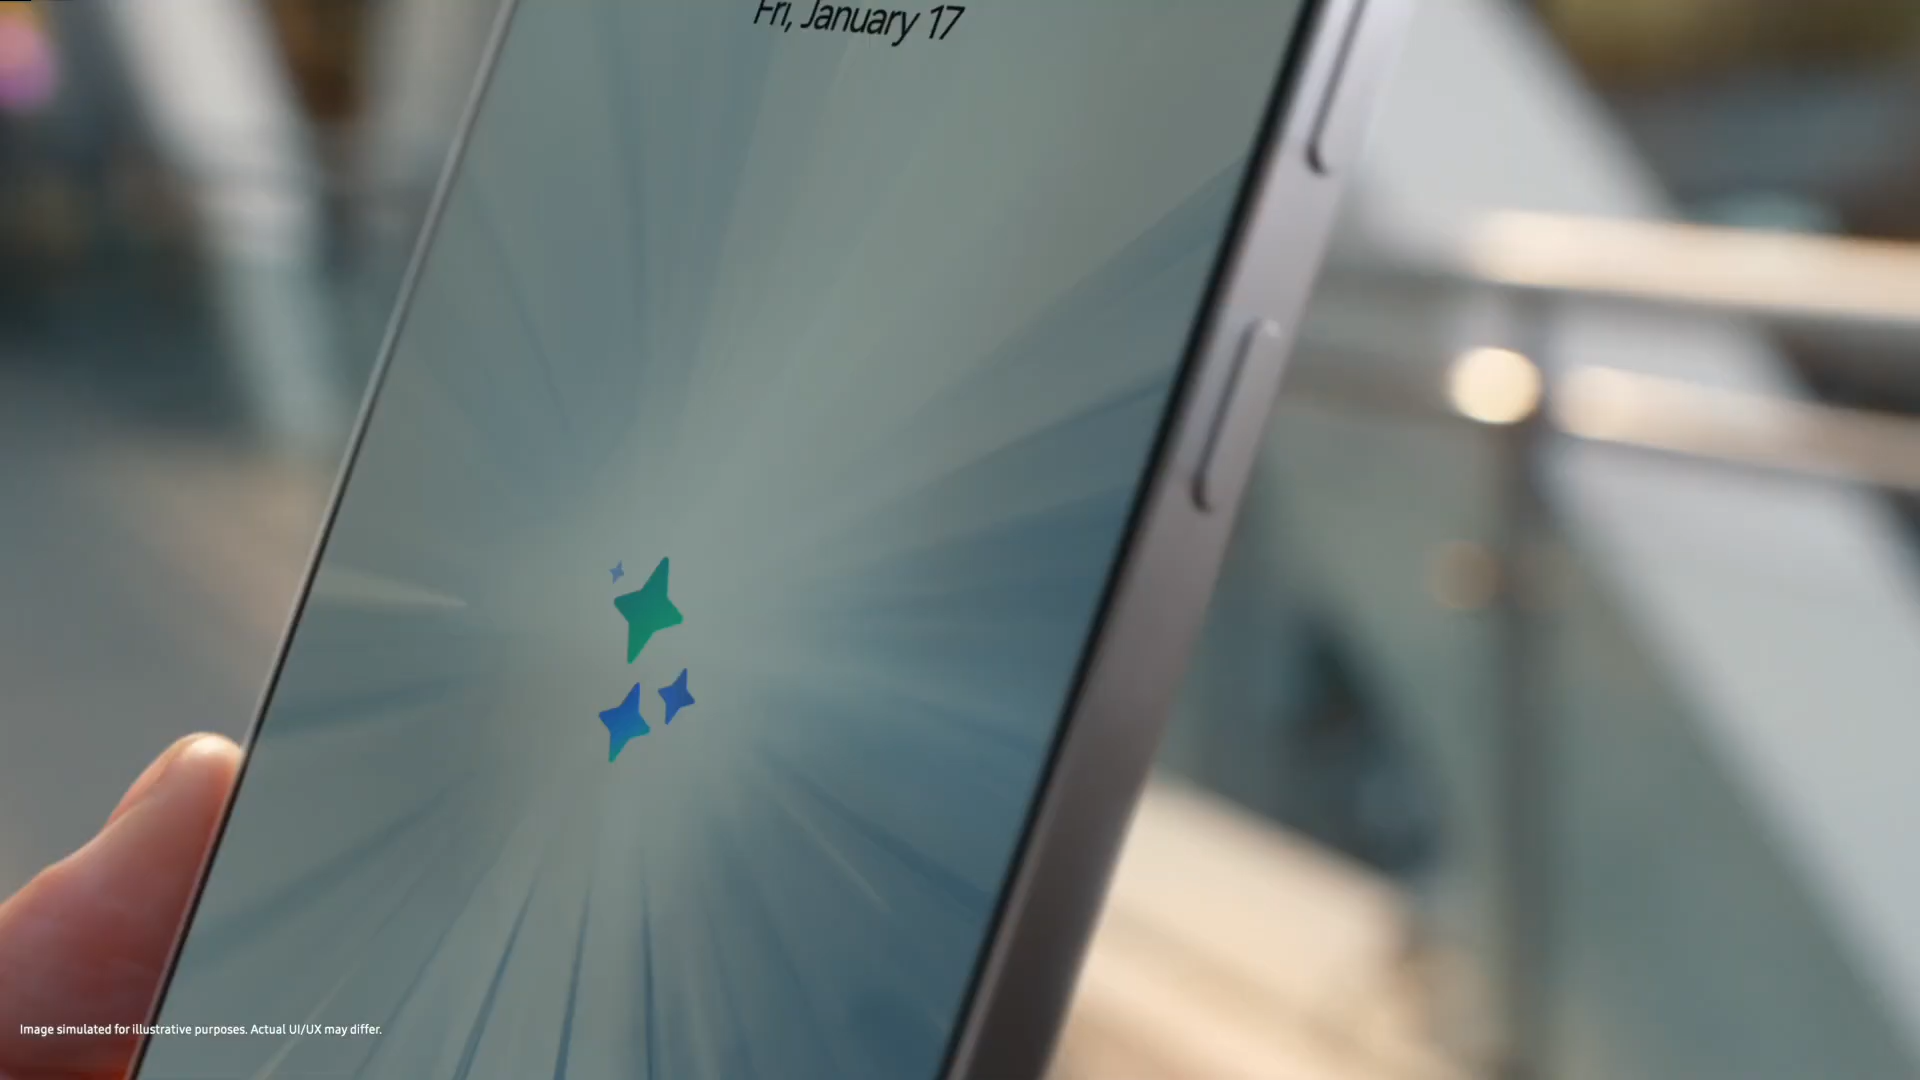 Fri, January 17
Image simulated for illustrative purposes. Actual UI/UX may differ.